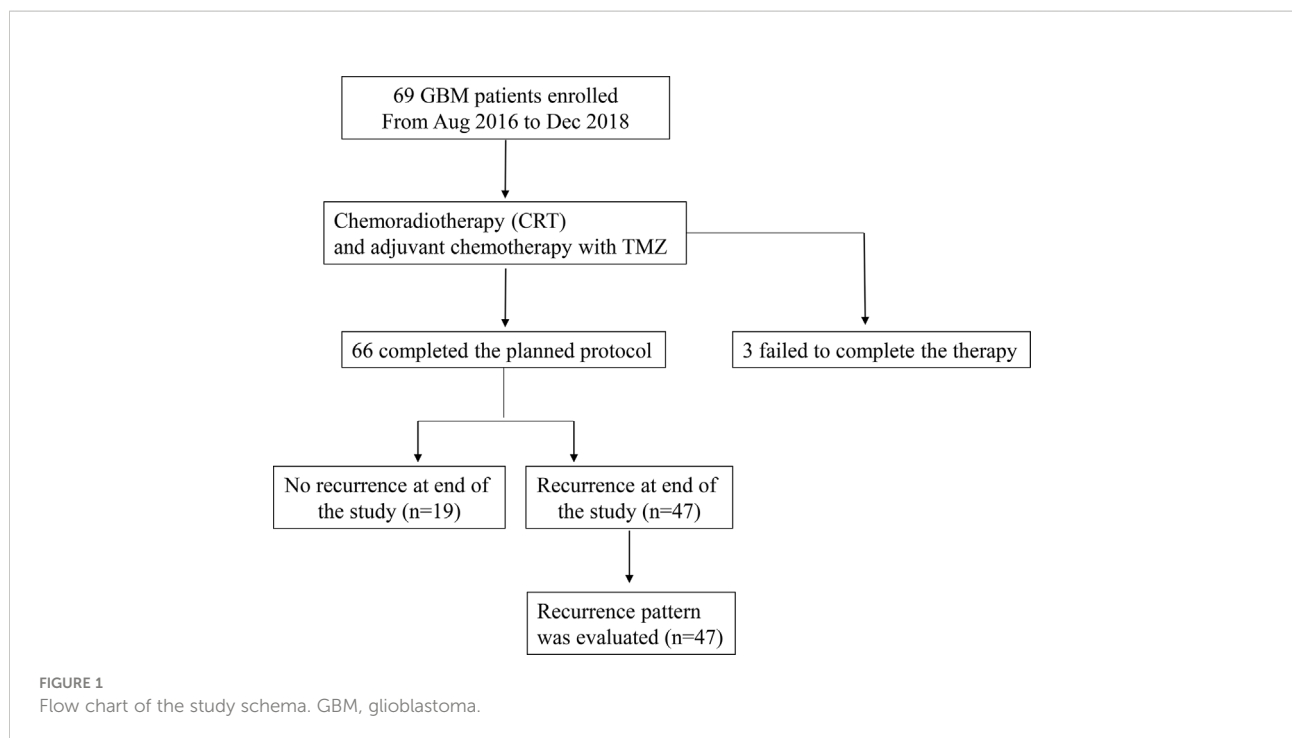 69 GBM patients enrolled
From Aug 2016 to Dec 2018
Chemoradiotherapy (CRT)
and adjuvant chemotherapy with TMZ
66 completed the planned protocol
3 failed to complete the therapy
No recurrence at end of
the study (n=19)
Recurrence at end of
the study (n=47)
Recurrence pattern
was evaluated (n=47)
FIGURE 1
Flow chart of the study schema. GBM, glioblastoma.